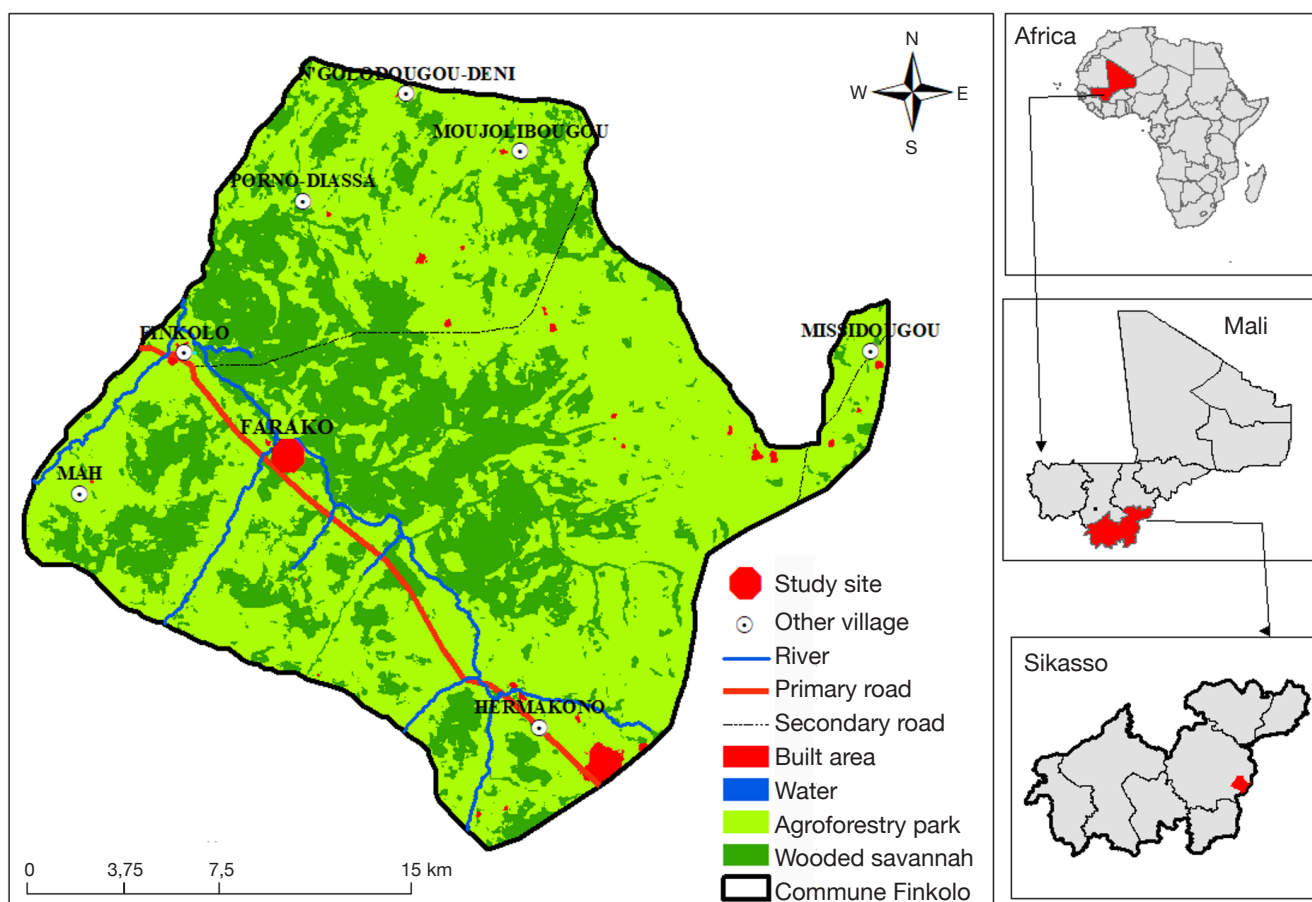 N'GOLODOUGOU-DENI
MOUJOLIBOUGOU
PORNO-DIASSA
FINKOLO
MISSIDOUGOU
FARAKO
MAH
HERMAKONO
N
W
E
S
Study site
Other village
River
Primary road
Secondary road
Built area
Water
Agroforestry park
Wooded savannah
Commune Finkolo
0 3,75 7,5 15 km
Africa
Mali
Sikasso